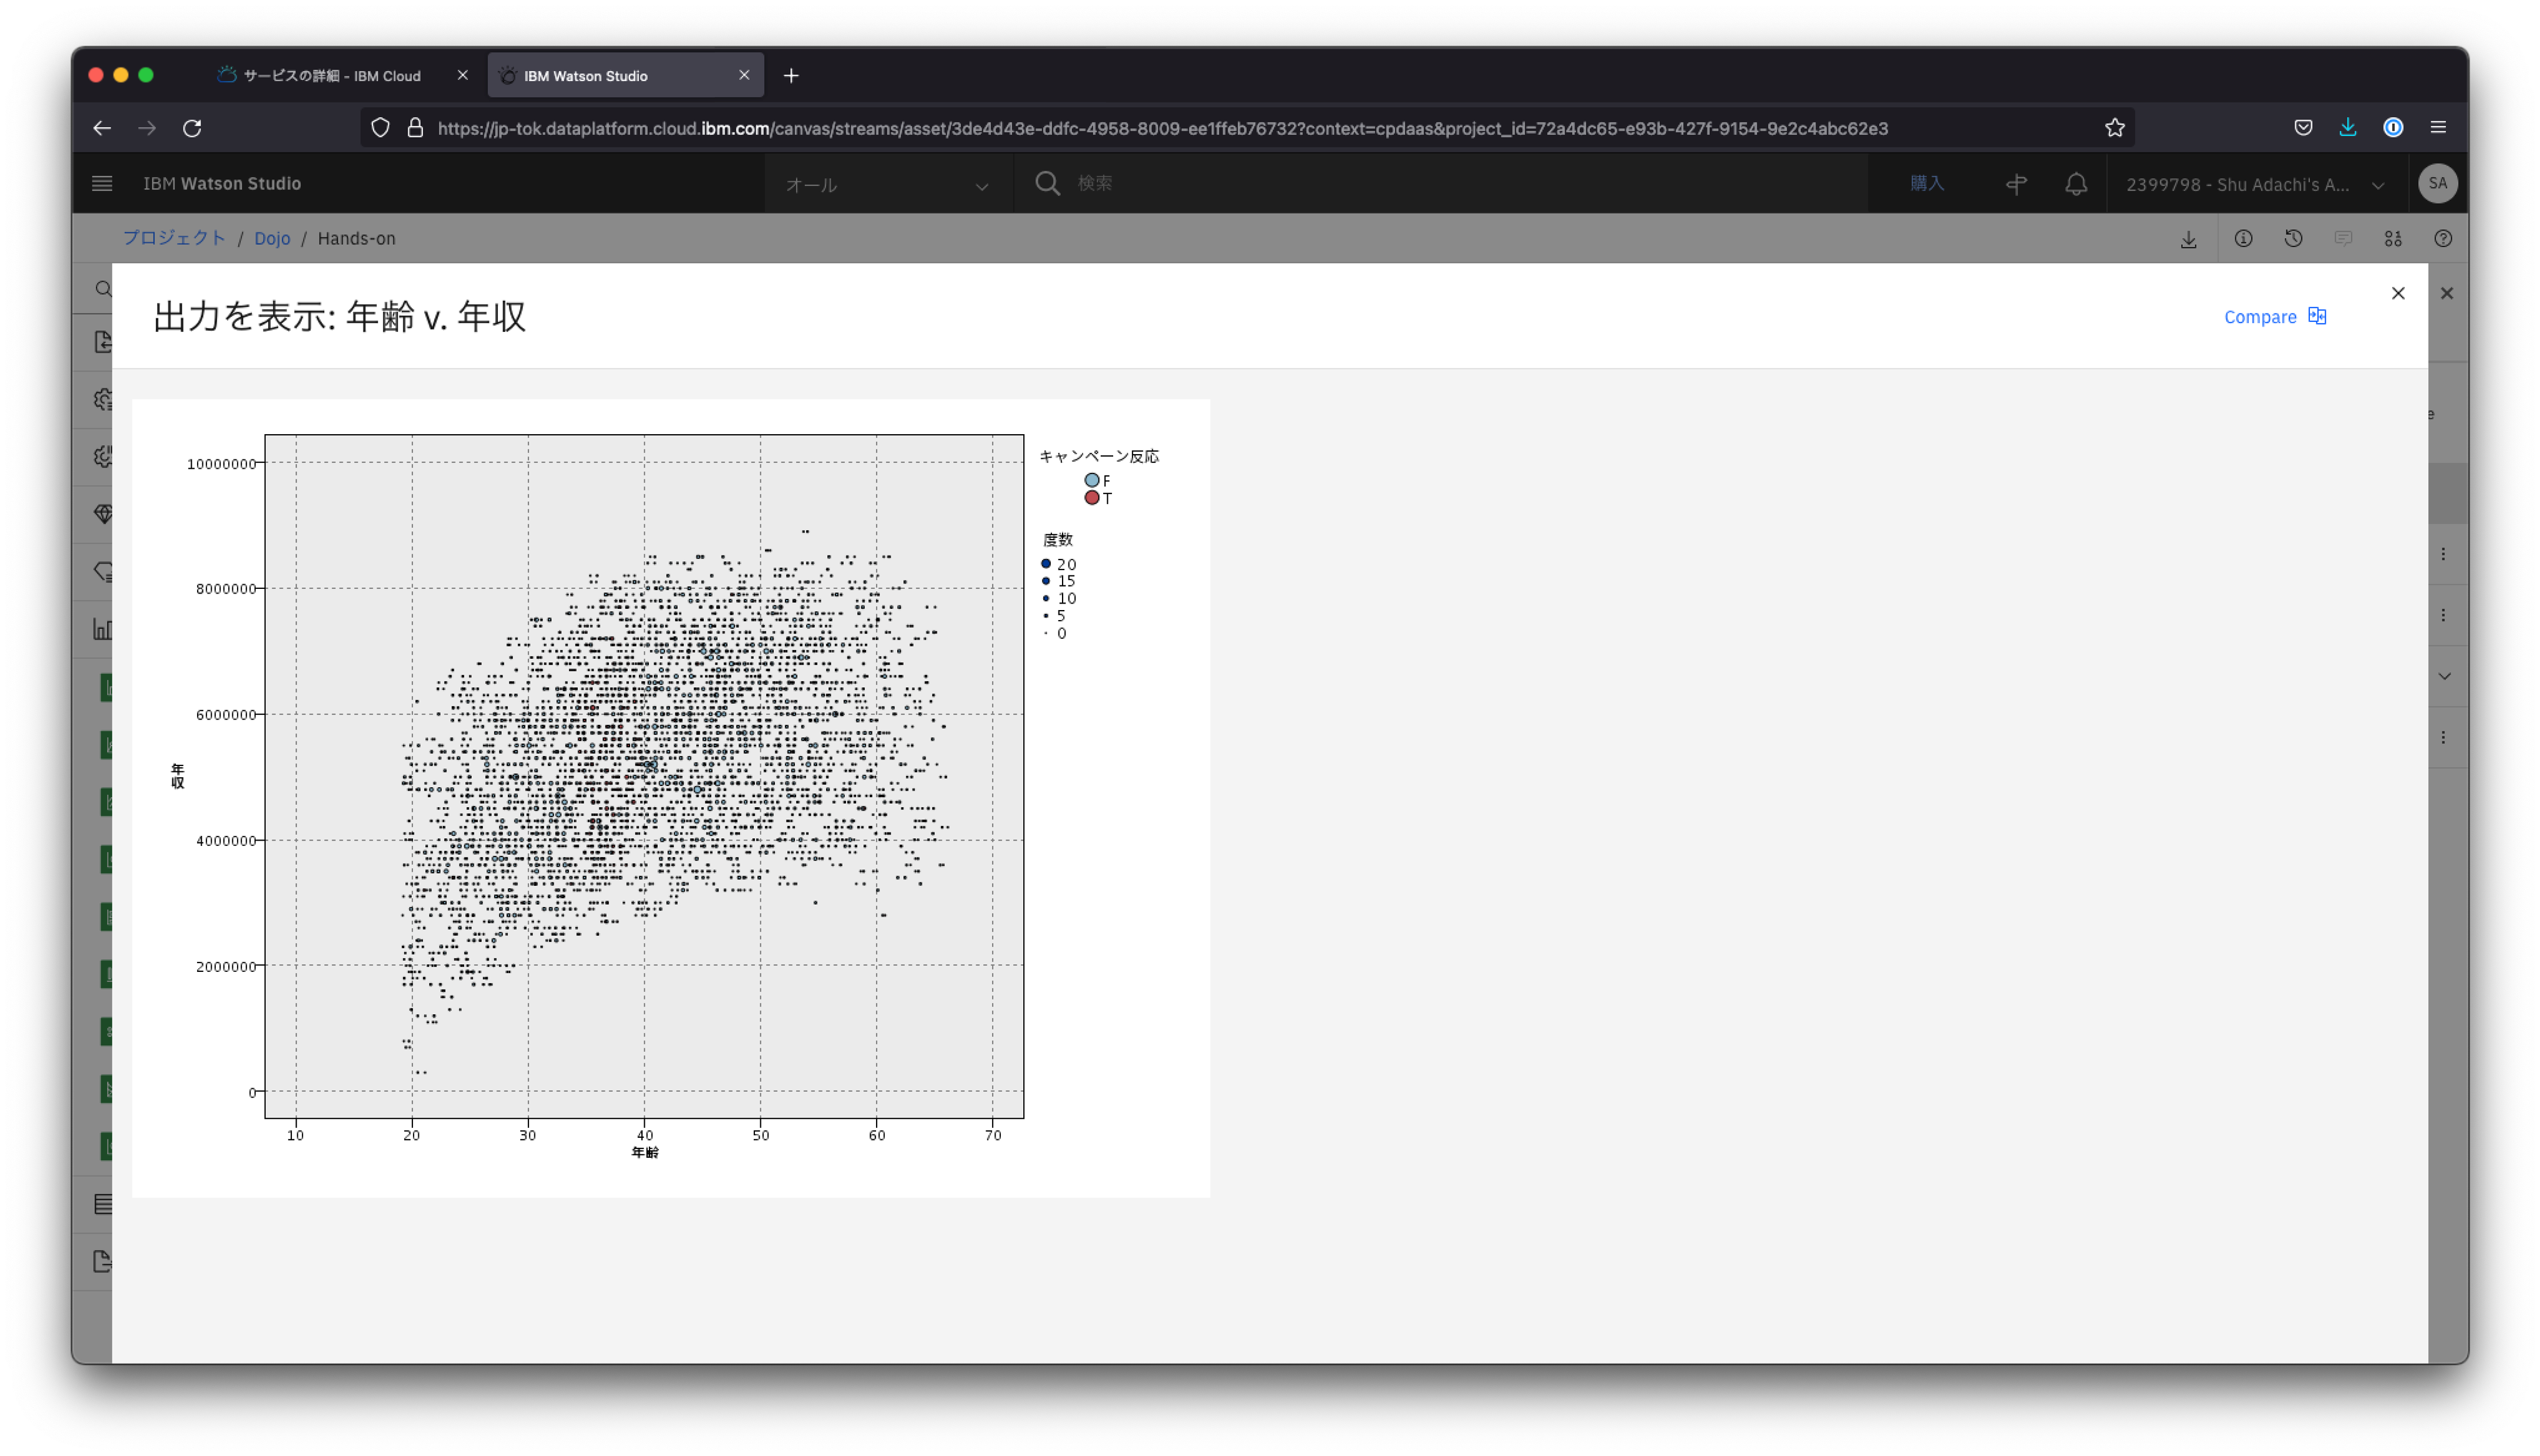 サービスの詳細 - IBM Cloud
IBM Watson Studio
https://jp-tok.dataplatform.cloud.ibm.com/canvas/streams/asset/3de4d43e-ddfc-4958-8009-ee1ffeb76732?context=cpdaas&project_id=72a4dc65-e93b-427f-9154-9e2c4abc62e3
IBM Watson Studio
オール
検索
購入
2399798 - Shu Adachi's A...
SA
プロジェクト / Dojo / Hands-on
出力を表示: 年齢 v. 年収
Compare
e
キャンペーン反応
F
T
度数
20
15
10
5
0
10000000
8000000
6000000
4000000
2000000
0
年収
10 20 30 40 50 60 70
年齢